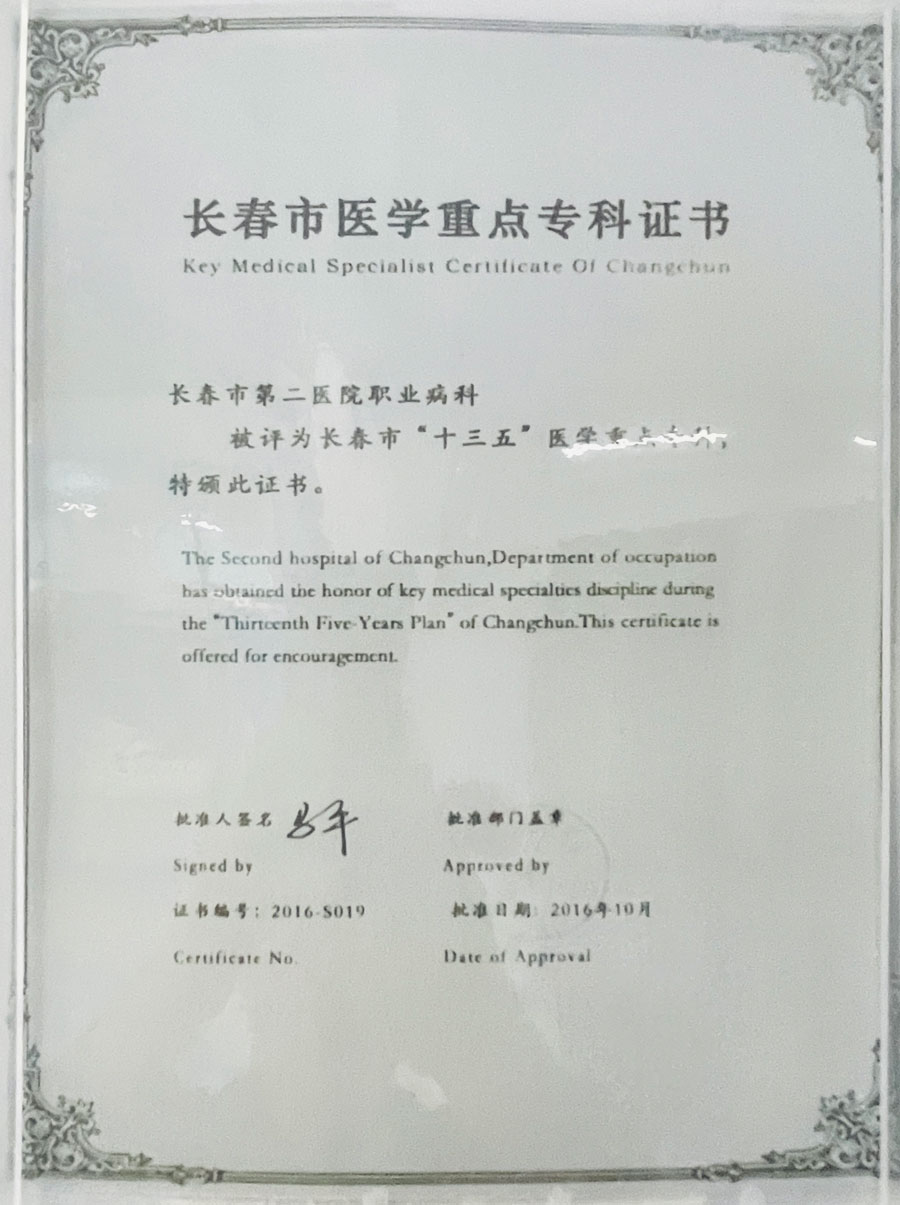 长春市医学重点专科证书
Key Medical Specialist Certificate Of Changchun
长春市第二医院职业病科
被评为长春市“十三五”医学重点专科，
特颁此证书。
The Second hospital of Changchun,Department of occupation
has obtained the honor of key medical specialties discipline during
the “Thirteenth Five-Years Plan” of Changchun.This certificate is
offered for encouragement.
批准人签名
批准部门盖章
Signed by
Approved by
证书编号：2016-S019
批准日期：2016年10月
Certificate No.
Date of Approval